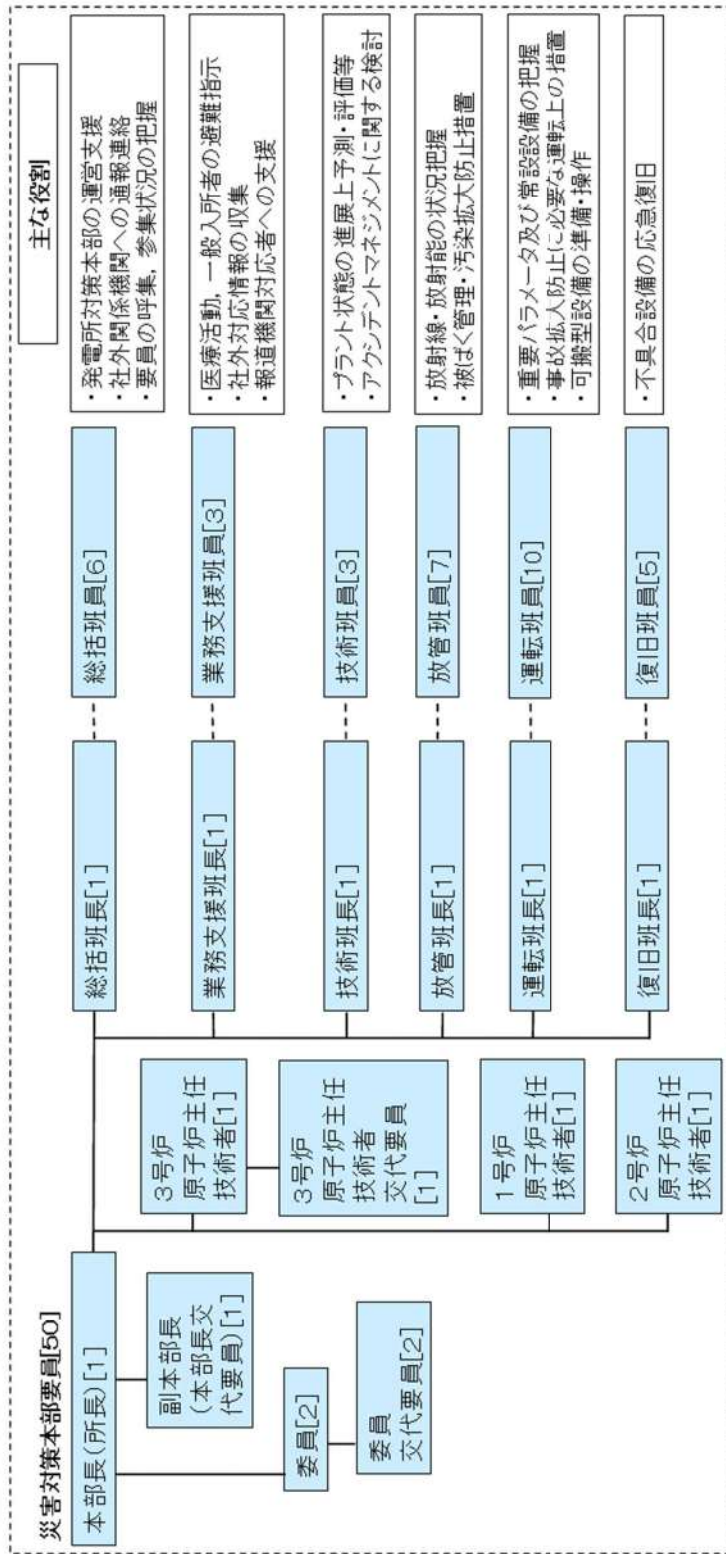 災害対策本部要員[50]
本部長(所長)[1]
副本部長
(本部長交
代要員)[1]
委員[2]
委員
交代要員[2]
3号炉
原子炉主任
技術者[1]
3号炉
原子炉主任
技術者
交代要員
[1]
1号炉
原子炉主任
技術者[1]
2号炉
原子炉主任
技術者[1]
主な役割
総括班長[1]
総括班員[6]
・発電所対策本部の運営支援
・社外関係機関への通報連絡
・要員の呼集，参集状況の把握
業務支援班長[1]
業務支援班員[3]
・医療活動，一般入所者の避難指示
・社外対応情報の収集
・報道機関対応者への支援
技術班長[1]
技術班員[3]
・プラント状態の進展上予測・評価等
・アクシデントマネジメントに関する検討
放管班長[1]
放管班員[7]
・放射線・放射能の状況把握
・被ばく管理・汚染拡大防止措置
運転班長[1]
運転班員[10]
・重要パラメータ及び常設設備の把握
・事故拡大防止に必要な運転上の措置
・可搬型設備の準備・操作
復旧班長[1]
復旧班員[5]
・不具合設備の応急復旧